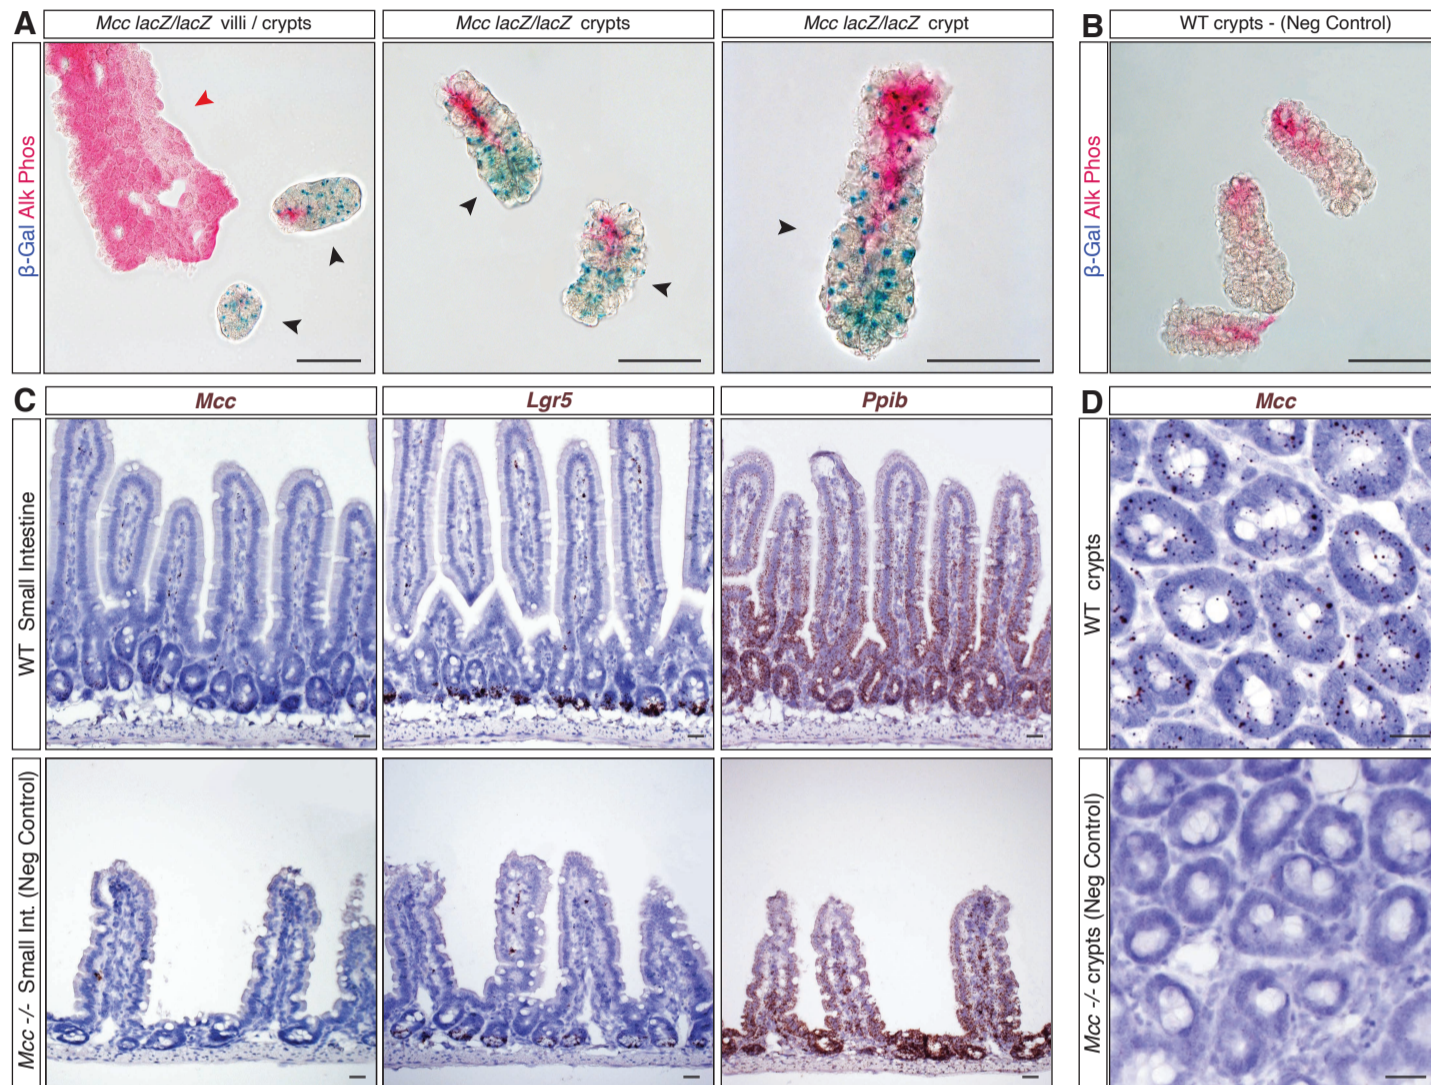 A
Mcc lacZ/lacZ villi / crypts
Mcc lacZ/lacZ crypts
Mcc lacZ/lacZ crypt
B
WT crypts - (Neg Control)
β-Gal Alk Phos
β-Gal Alk Phos
C
Mcc
Lgr5
Ppib
D
Mcc
WT Small Intestine
WT crypts
Mcc -/- Small Int. (Neg Control)
Mcc -/- crypts (Neg Control)